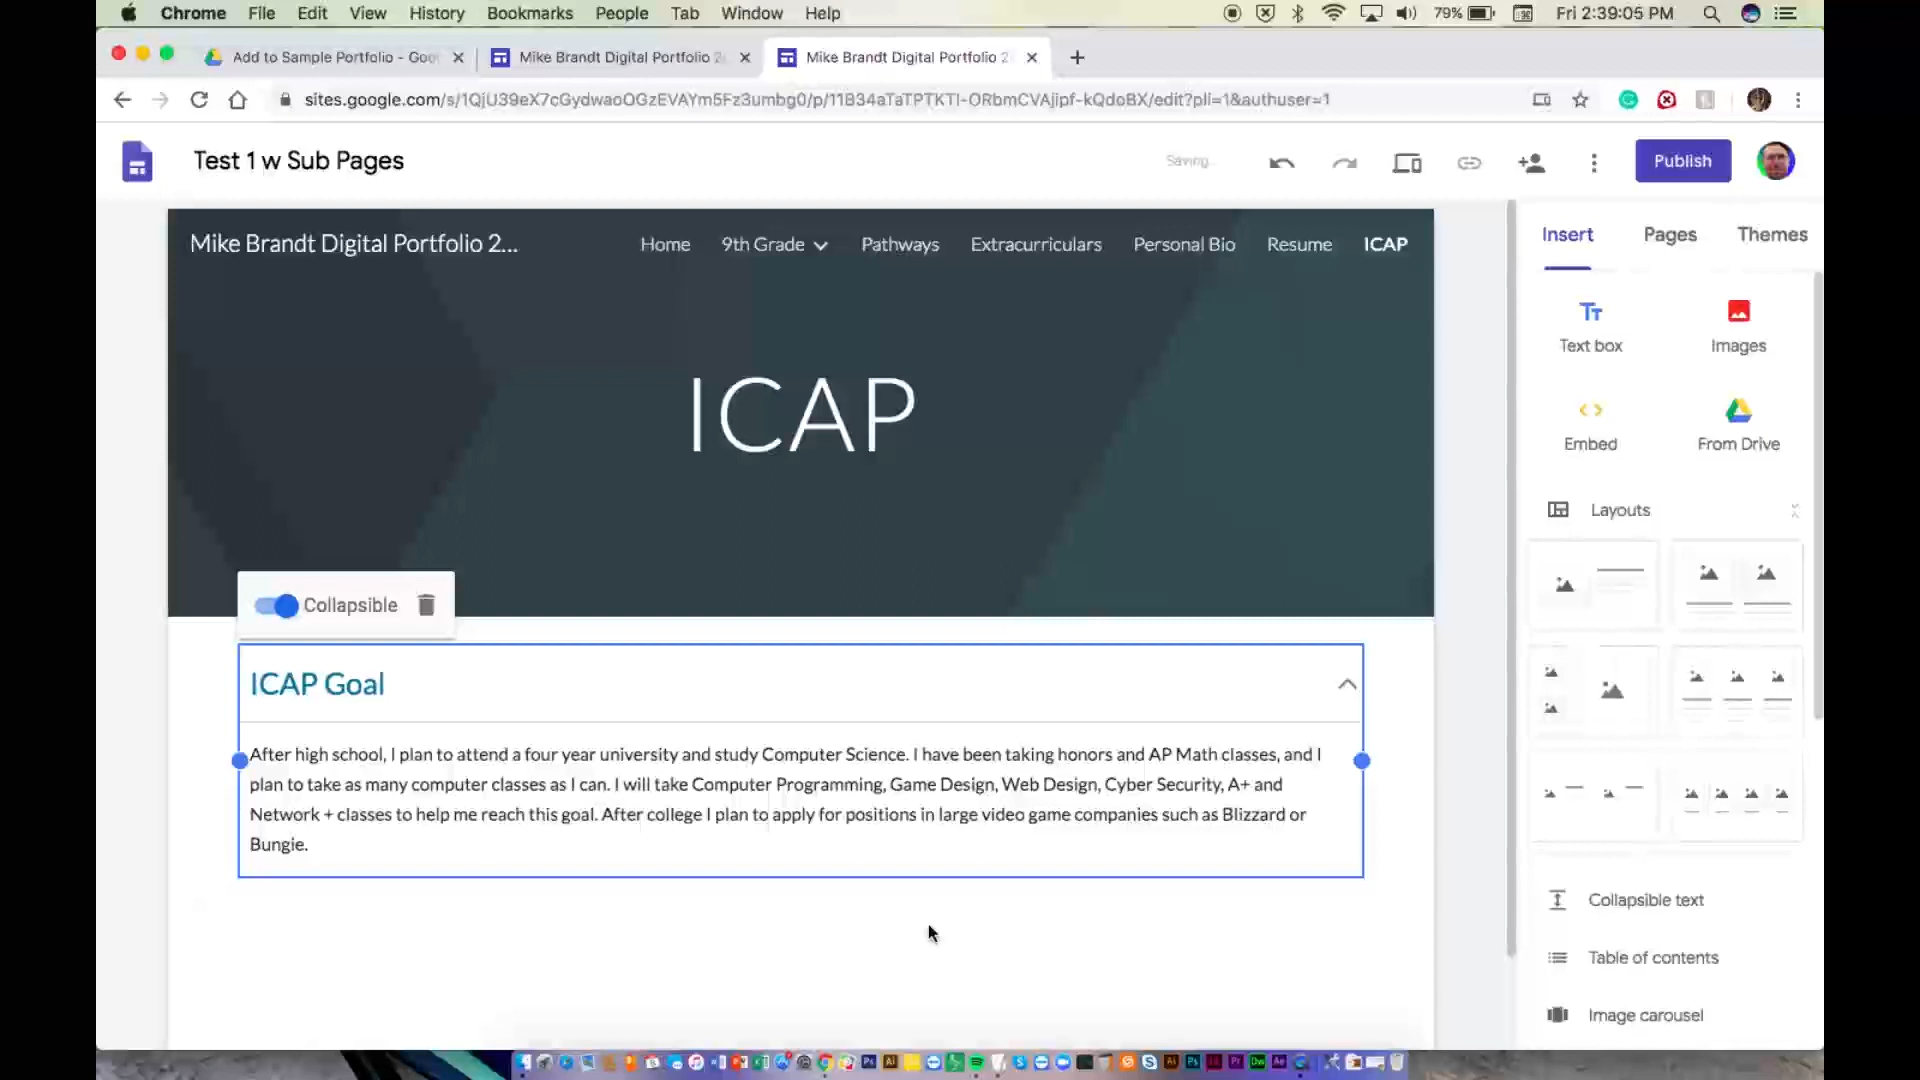 Chrome File Edit View History Bookmarks People Tab Window Help 79% Fri 2:39:05 PM
Add to Sample Portfolio - Goo Mike Brandt Digital Portfolio 2 Mike Brandt Digital Portfolio 2
sites.google.com/s/1QjU39eX7cGydwaoOGzEVAYm5Fz3umbg0/p/11B34aTaTPTKTl-ORbmCVAjipf-kQdoBX/edit?pli=1&authuser=1
Test 1 w Sub Pages Saving... Publish
Mike Brandt Digital Portfolio 2... Home 9th Grade Pathways Extracurriculars Personal Bio Resume ICAP
Insert Pages Themes
Text box Images
ICAP
Embed From Drive
Layouts
Collapsible
ICAP Goal
After high school, I plan to attend a four year university and study Computer Science. I have been taking honors and AP Math classes, and I
plan to take as many computer classes as I can. I will take Computer Programming, Game Design, Web Design, Cyber Security, A+ and
Network + classes to help me reach this goal. After college I plan to apply for positions in large video game companies such as Blizzard or
Bungie.
Collapsible text
Table of contents
Image carousel